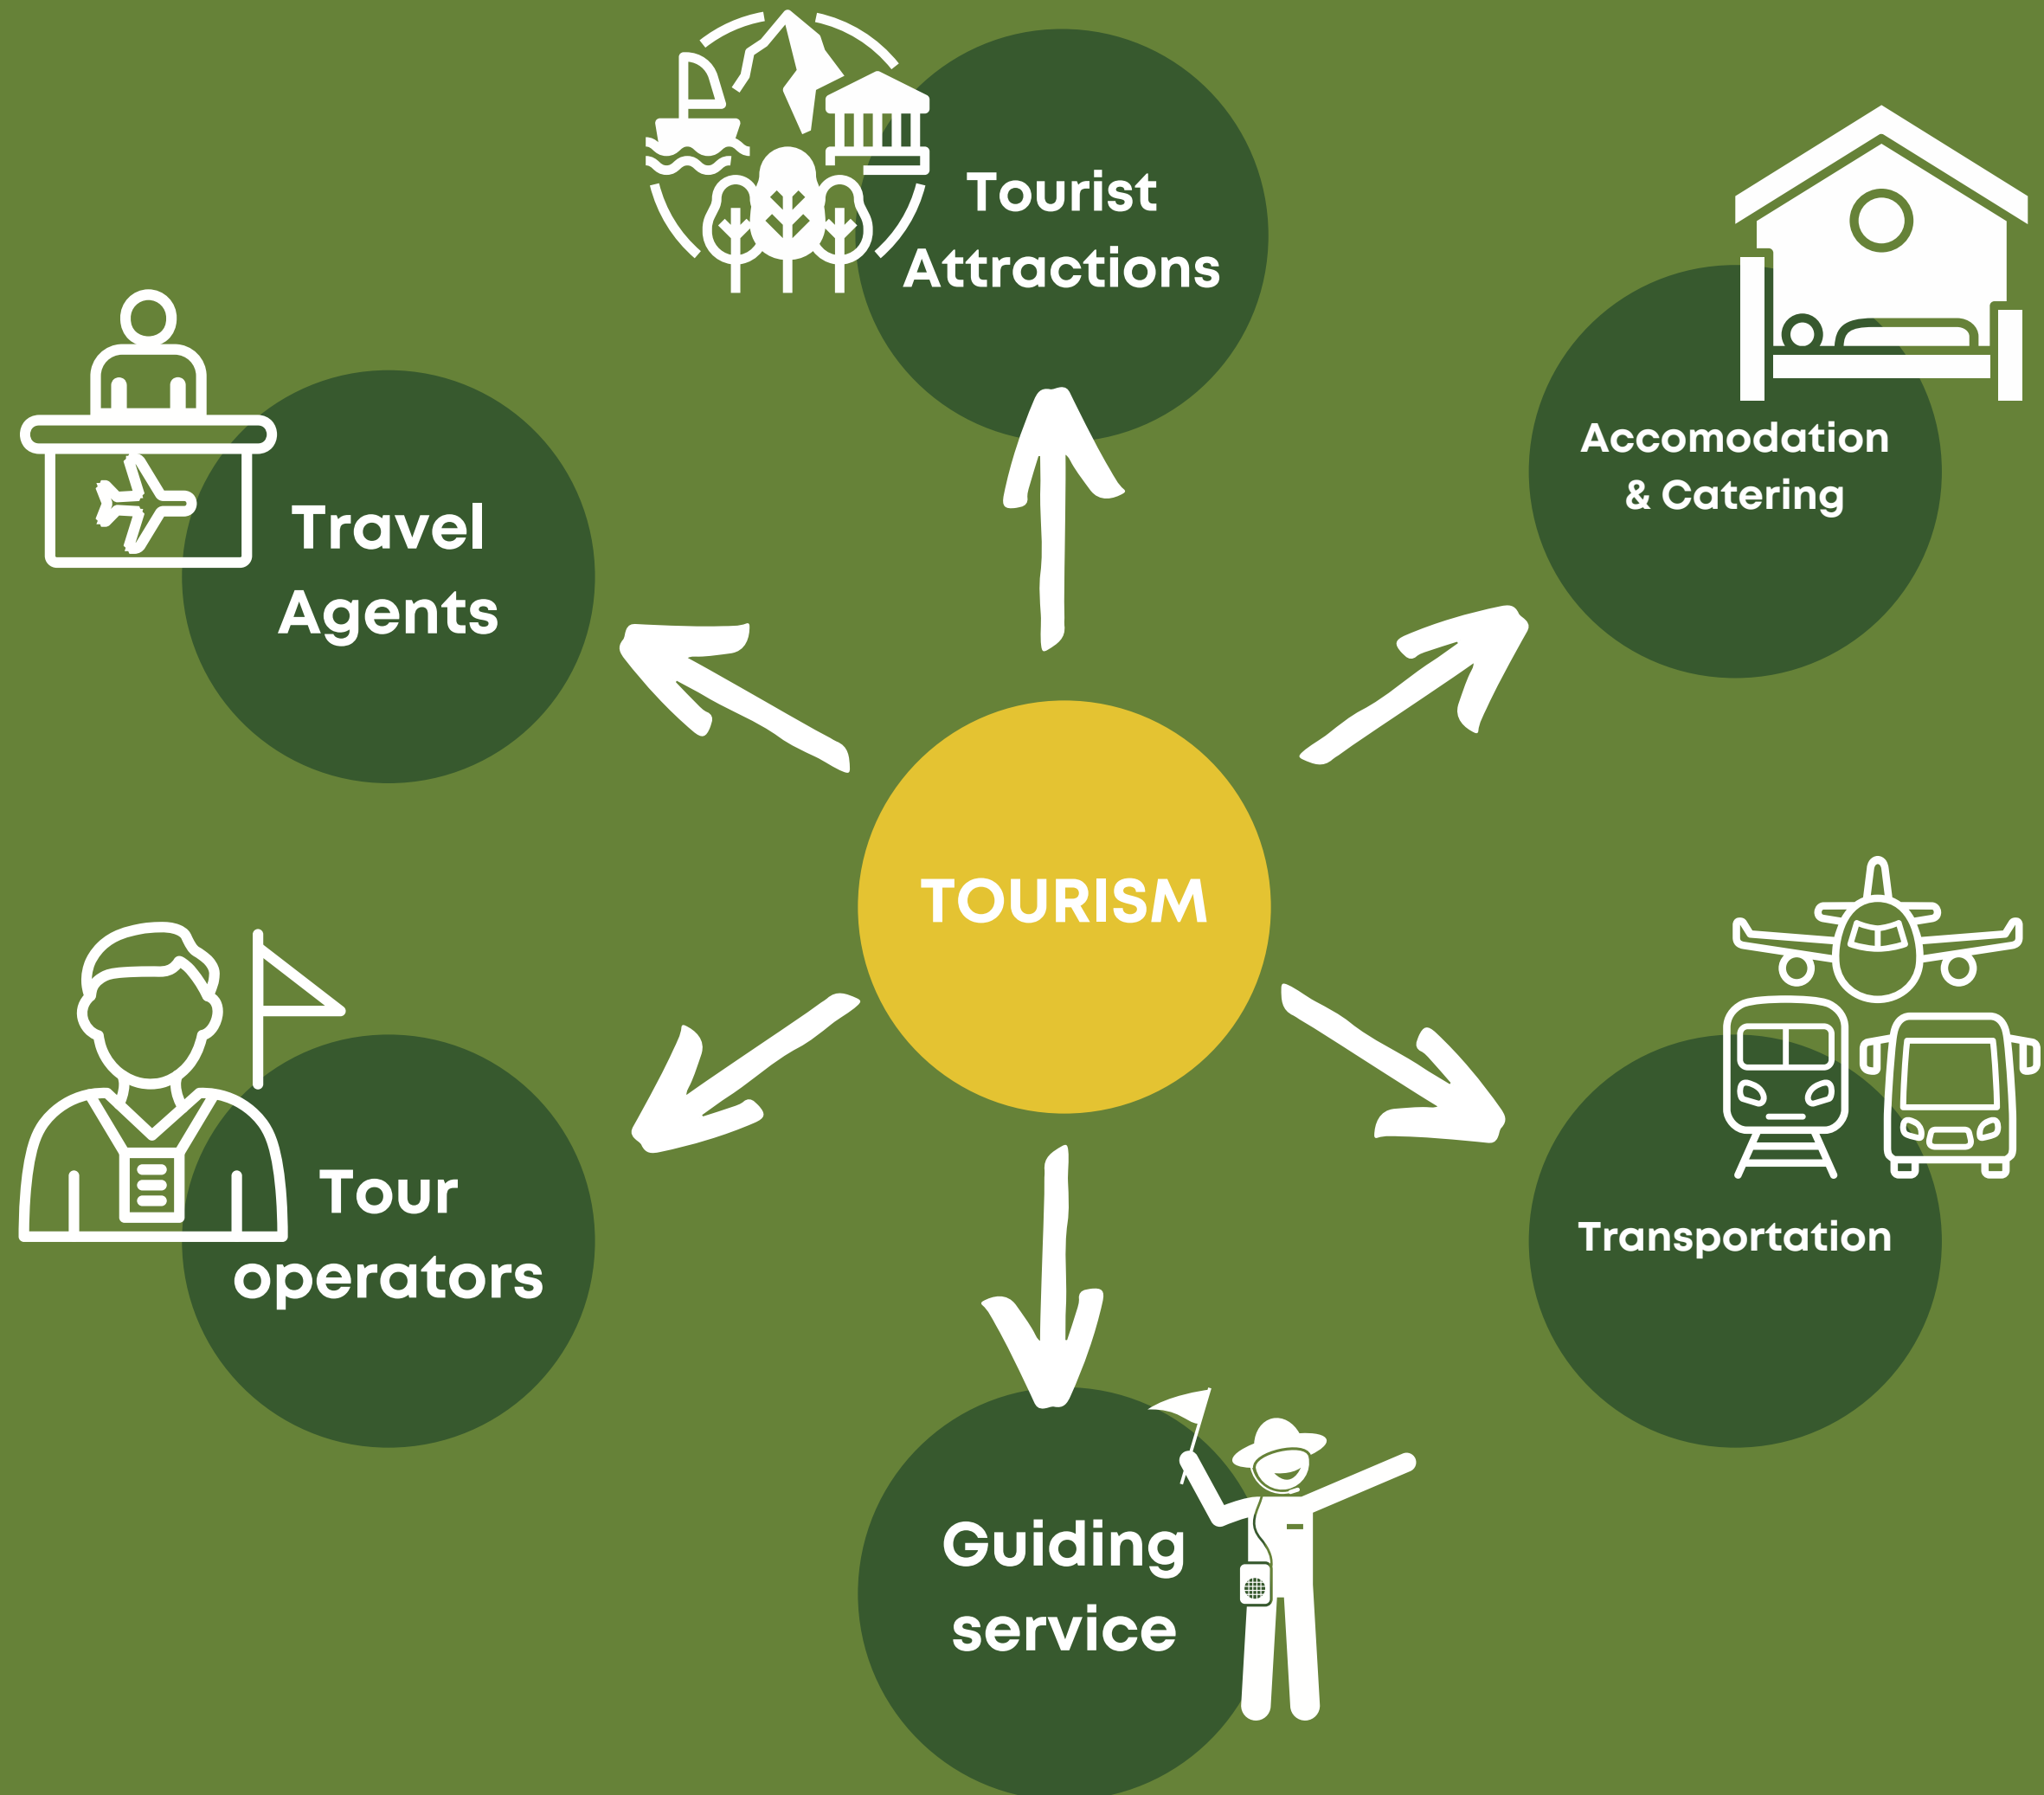 Tourist
Attractions
Accomodation
& Catering
Travel
Agents
TOURISM
Tour
operators
Transportation
Guiding
service